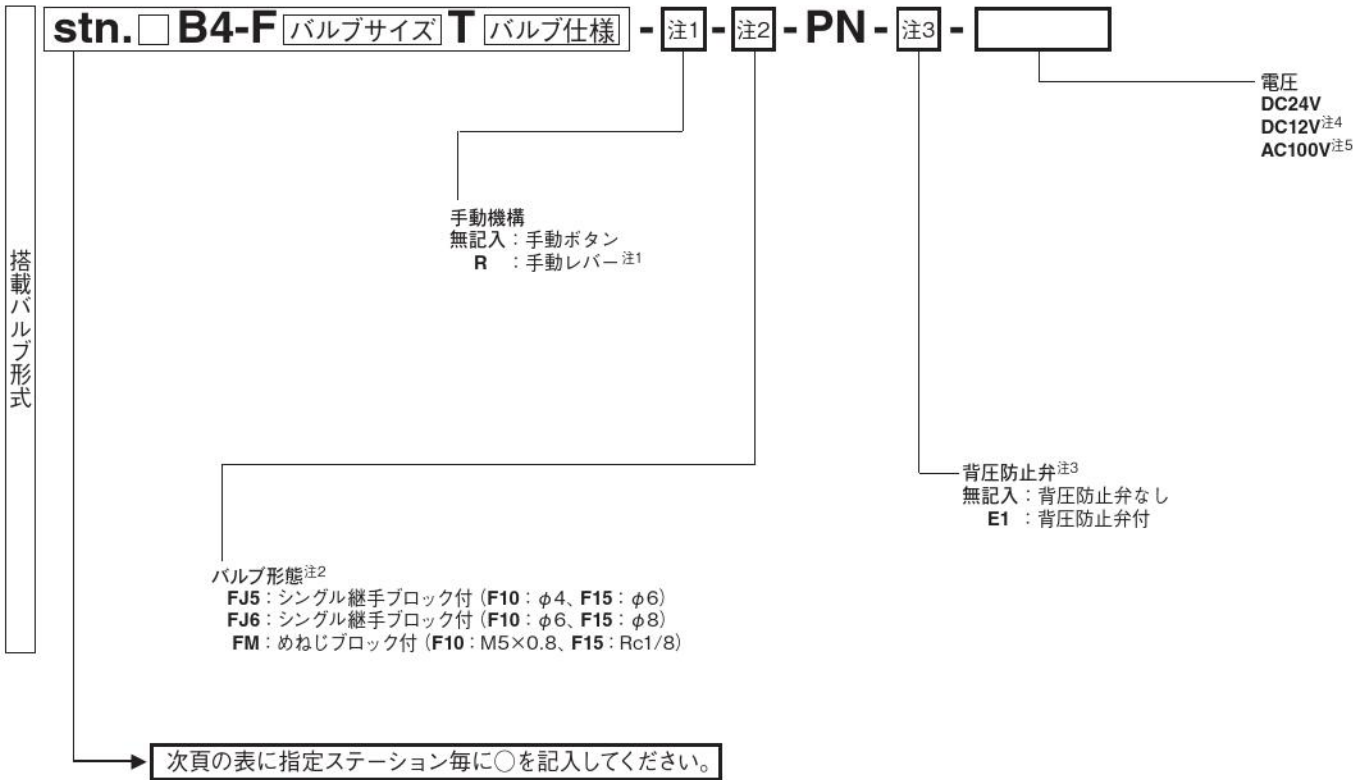 搭載バルブ形式
stn.□ B4-F バルブサイズ T バルブ仕様 - 注1 - 注2 - PN - 注3 -
電圧
DC24V
DC12V注4
AC100V注5
手動機構
無記入：手動ボタン
R ：手動レバー注1
背圧防止弁注3
無記入：背圧防止弁なし
E1 ：背圧防止弁付
バルブ形態注2
FJ5：シングル継手ブロック付（F10：φ4、F15：φ6）
FJ6：シングル継手ブロック付（F10：φ6、F15：φ8）
FM：めねじブロック付（F10：M5×0.8、F15：Rc1/8）
次頁の表に指定ステーション毎に○を記入してください。